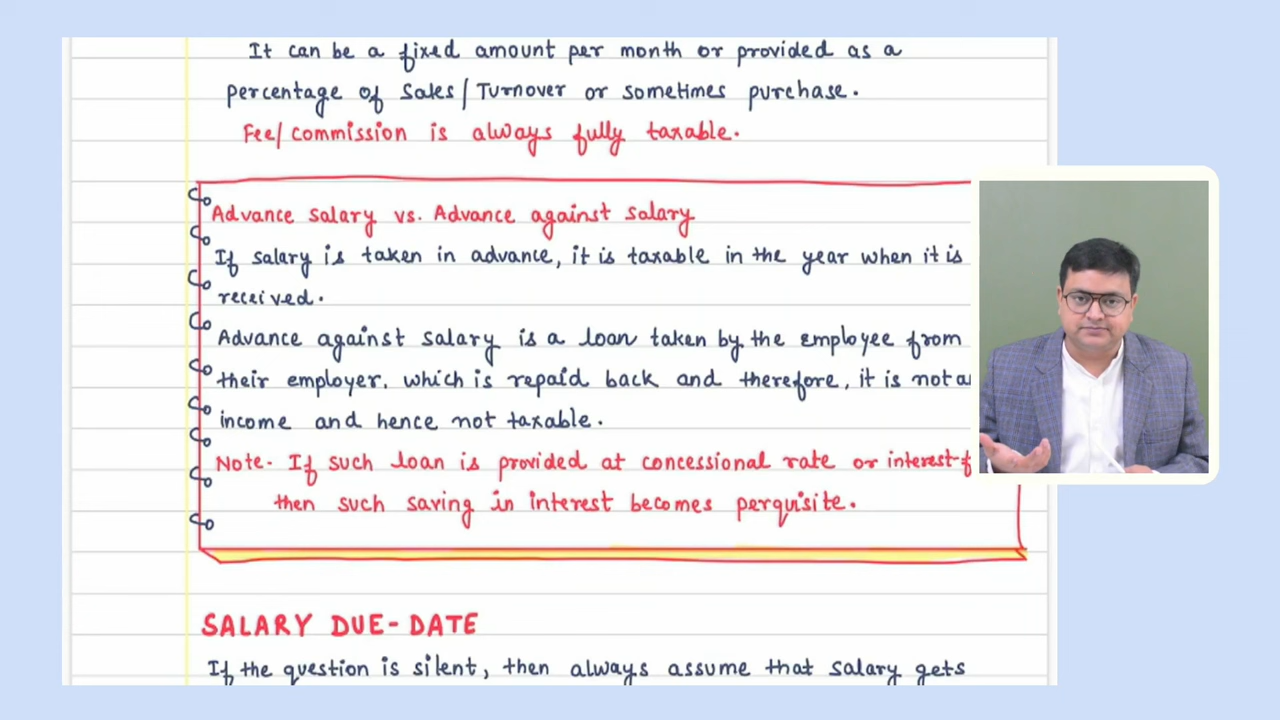 It can be a fixed amount per month or provided as a
percentage of Sales/Turnover or sometimes purchase.
Fee/Commission is always fully taxable.
Advance salary vs. Advance against salary
If salary is taken in advance, it is taxable in the year when it is
received.
Advance against salary is a loan taken by the employee from
their employer, which is repaid back and therefore, it is not a
income and hence not taxable.
Note- If such loan is provided at concessional rate or interest-
then such saving in interest becomes perquisite.
SALARY DUE-DATE
If the question is silent, then always assume that salary gets